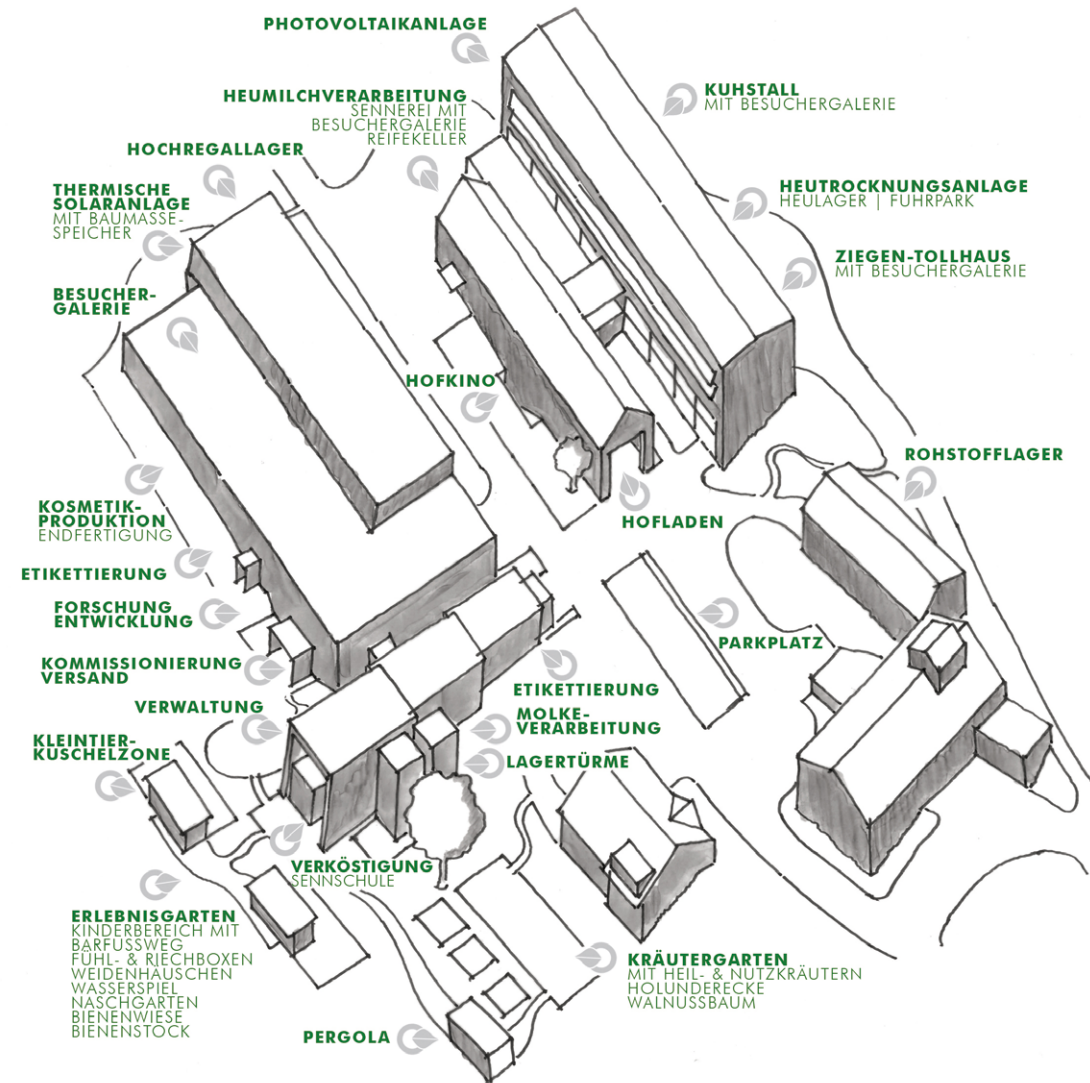 PHOTOVOLTAIKANLAGE
KUHSTALL
MIT BESUCHERGALERIE
HEUMILCHVERARBEITUNG
SENNEREI MIT
BESUCHERGALERIE
REIFEKELLER
HOCHREGALLAGER
THERMISCHE
SOLARANLAGE
MIT BAUMASSE-
SPEICHER
HEUTROCKNUNGSANLAGE
HEULAGER | FUHRPARK
ZIEGEN-TOLLHAUS
MIT BESUCHERGALERIE
BESUCHER-
GALERIE
HOFKINO
ROHSTOFFLAGER
KOSMETIK-
PRODUKTION
ENDFERTIGUNG
HOFLADEN
ETIKETTIERUNG
FORSCHUNG
ENTWICKLUNG
PARKPLATZ
KOMMISSIONIERUNG
VERSAND
ETIKETTIERUNG
VERWALTUNG
MOLKE-
VERARBEITUNG
KLEINTIER-
KUSCHELZONE
LAGERTÜRME
VERKÖSTIGUNG
SENNSCHULE
ERLEBNISGARTEN
KINDERBEREICH MIT
BARFUSSWEG
FÜHL- & RIECHBOXEN
WEIDENHÄUSCHEN
WASSERSPIEL
NASCHGARTEN
BIENENWIESE
BIENENSTOCK
KRÄUTERGARTEN
MIT HEIL- & NUTZKRÄUTERN
HOLUNDERECKE
WALNUSSBAUM
PERGOLA